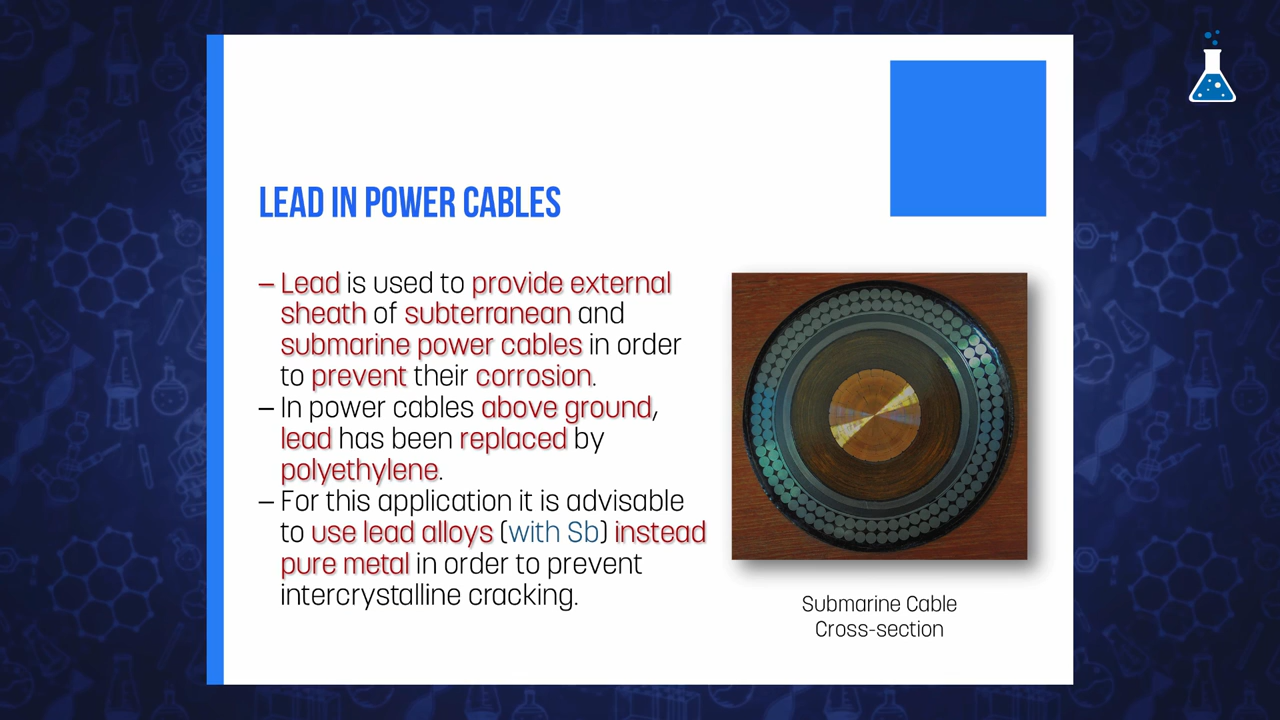 LEAD IN POWER CABLES
– Lead is used to provide external
sheath of subterranean and
submarine power cables in order
to prevent their corrosion.
– In power cables above ground,
lead has been replaced by
polyethylene.
– For this application it is advisable
to use lead alloys (with Sb) instead
pure metal in order to prevent
intercrystalline cracking.
Submarine Cable
Cross-section